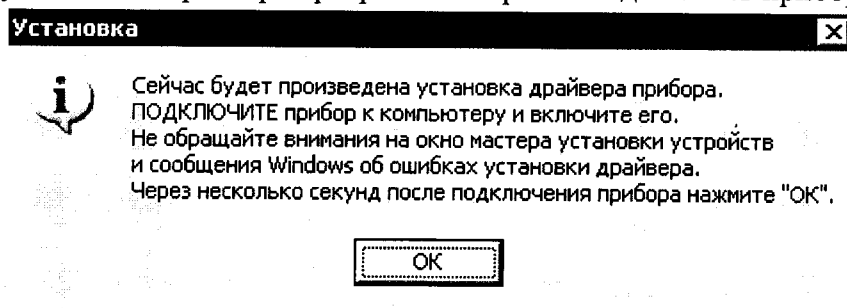 Установка
Сейчас будет произведена установка драйвера прибора.
ПОДКЛЮЧИТЕ прибор к компьютеру и включите его.
Не обращайте внимания на окно мастера установки устройств
и сообщения Windows об ошибках установки драйвера.
Через несколько секунд после подключения прибора нажмите "ОК".
ОК